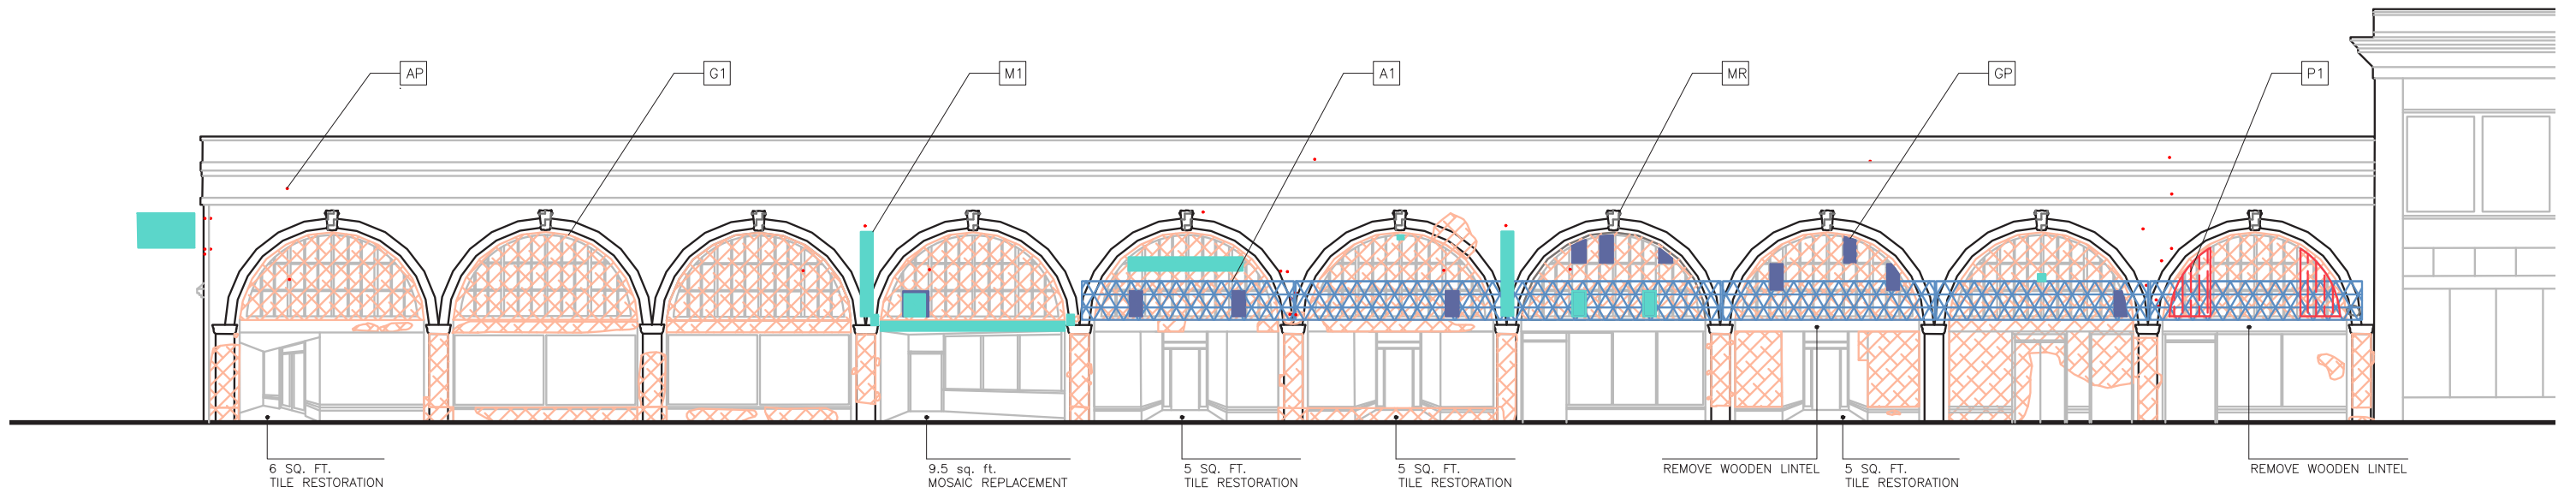 AP
G1
M1
A1
MR
GP
P1
6 SQ. FT.
TILE RESTORATION
9.5 sq. ft.
MOSAIC REPLACEMENT
5 SQ. FT.
TILE RESTORATION
5 SQ. FT.
TILE RESTORATION
REMOVE WOODEN LINTEL
5 SQ. FT.
TILE RESTORATION
REMOVE WOODEN LINTEL